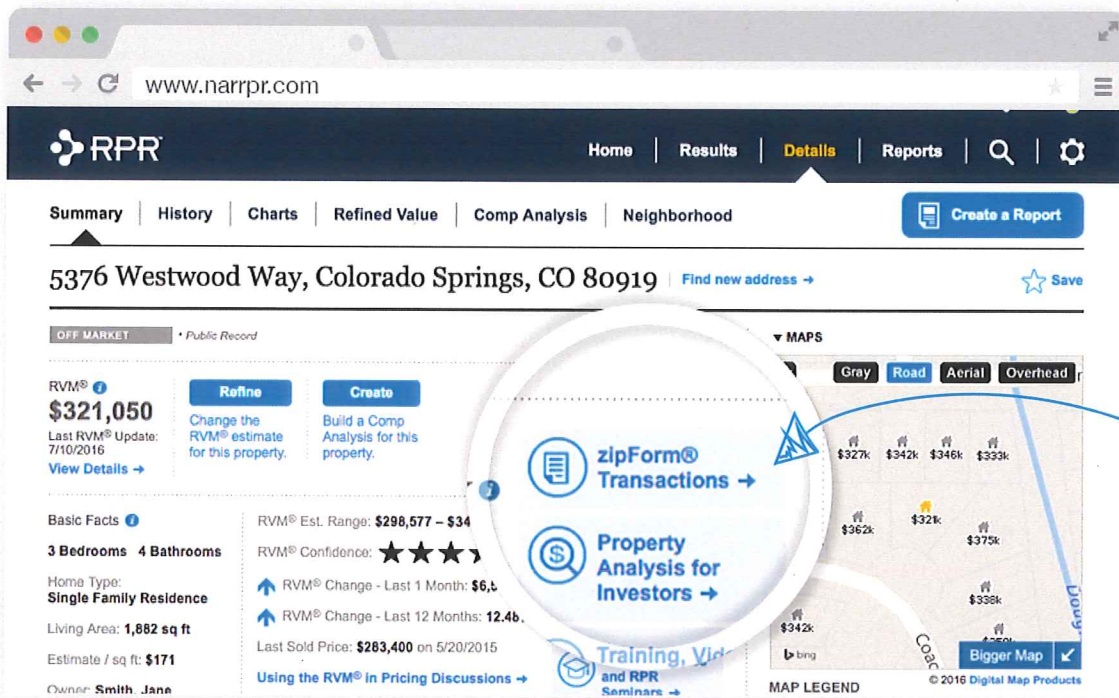 www.narrpr.com
RPR
Home | Results | Details | Reports
Summary | History | Charts | Refined Value | Comp Analysis | Neighborhood
Create a Report
5376 Westwood Way, Colorado Springs, CO 80919
Find new address →
Save
OFF MARKET
• Public Record
RVM®
$321,050
Last RVM® Update:
7/10/2016
View Details →
Refine
Change the
RVM® estimate
for this property.
Create
Build a Comp
Analysis for this
property.
Basic Facts
3 Bedrooms 4 Bathrooms
Home Type:
Single Family Residence
Living Area: 1,882 sq ft
Estimate / sq ft: $171
Owner: Smith, Jane
RVM® Est. Range: $298,577 – $34
RVM® Confidence: ★★★
RVM® Change - Last 1 Month:
RVM® Change - Last 12 Months:
Last Sold Price: $283,400 on 5/20/2015
Using the RVM® in Pricing Discussions →
zipForm®
Transactions →
Property
Analysis for
Investors →
Training,
and RPR
Seminars →
▼ MAPS
Gray
Road
Aerial
Overhead
$327k
$342k
$346k
$333k
$362k
$321k
$375k
$338k
$342k
bing
Coac
Bigger Map
© 2016 Digital Map Products
MAP LEGEND